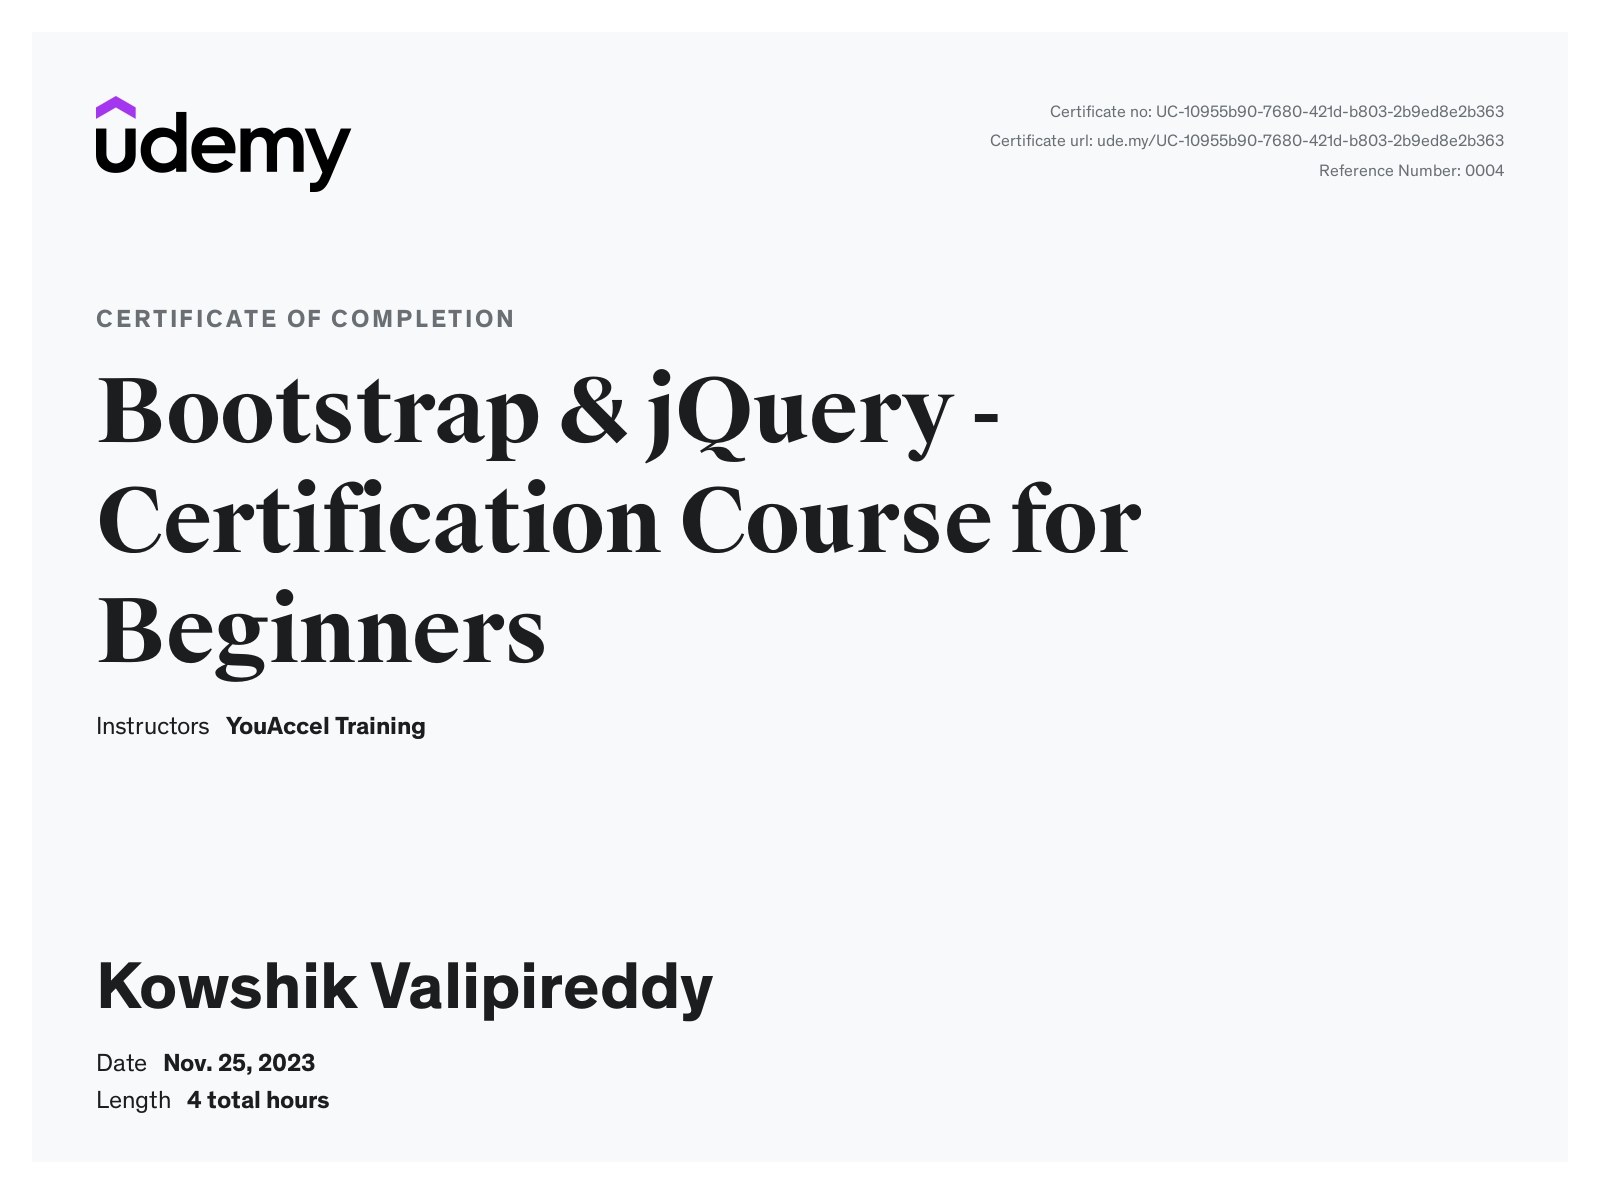 udemy
Certificate no: UC-10955b90-7680-421d-b803-2b9ed8e2b363
Certificate url: ude.my/UC-10955b90-7680-421d-b803-2b9ed8e2b363
Reference Number: 0004
CERTIFICATE OF COMPLETION
Bootstrap & jQuery -
Certification Course for
Beginners
Instructors YouAccel Training
Kowshik Valipireddy
Date Nov. 25, 2023
Length 4 total hours